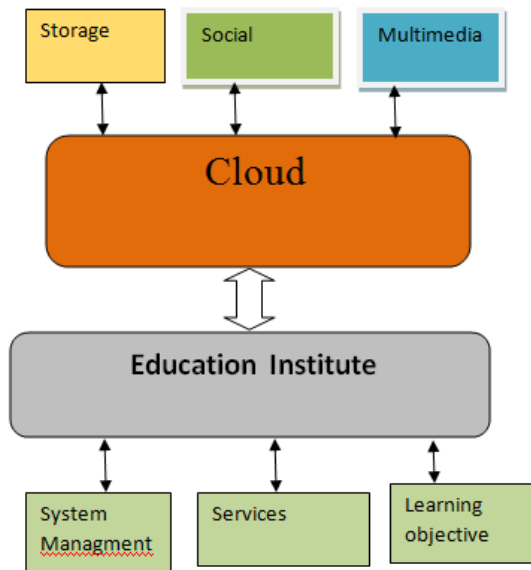 Storage
Social
Multimedia
Cloud
Education Institute
System
Managment
Services
Learning
objective